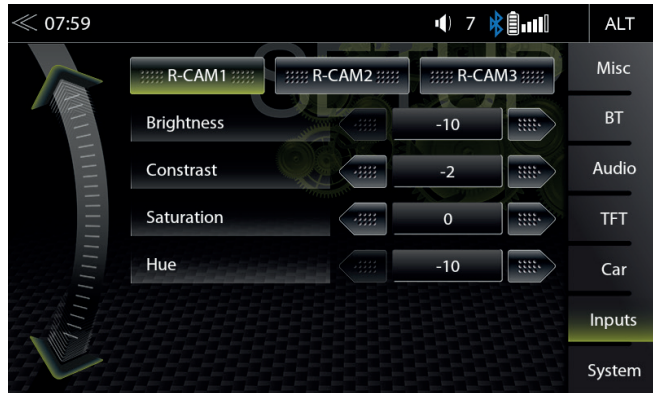 07:59 7 ALT
SETUP
R-CAM1 R-CAM2 R-CAM3
Brightness -10
Constrast -2
Saturation 0
Hue -10
Misc
BT
Audio
TFT
Car
Inputs
System